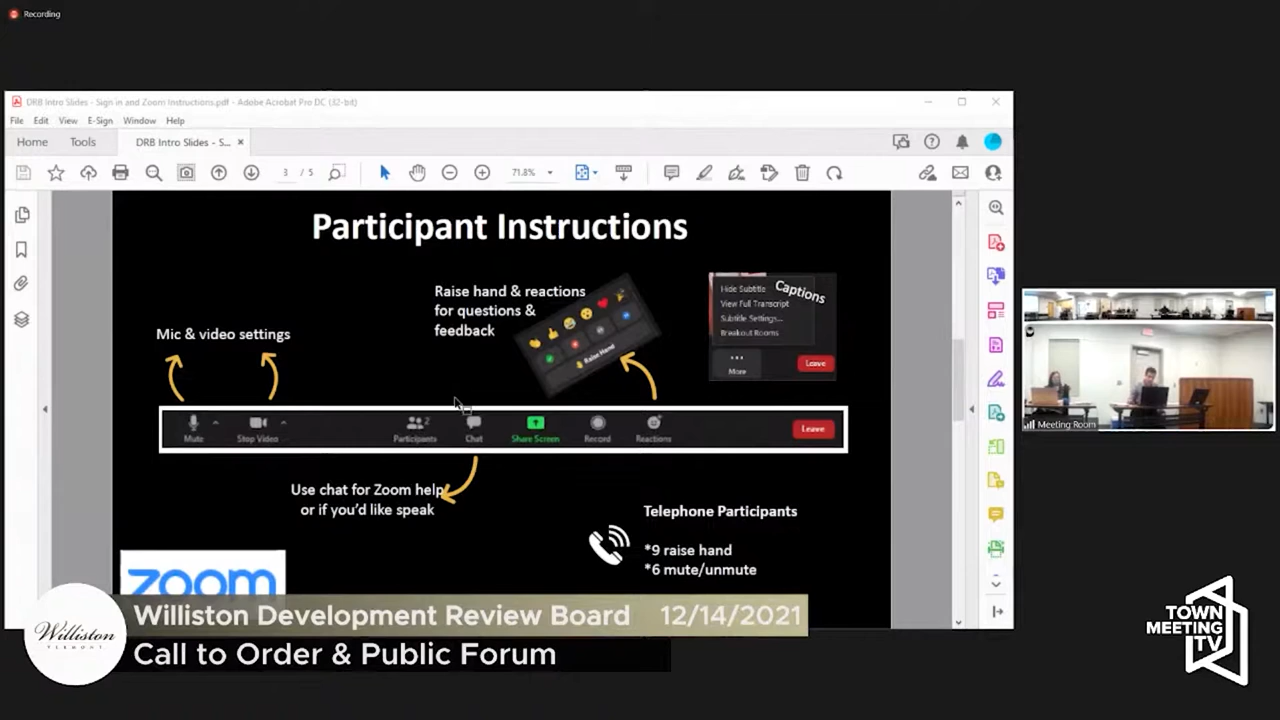 Recording
DRB Intro Slides - Sign in and Zoom Instructions.pdf - Adobe Acrobat Pro DC (32-bit)
File Edit View E-Sign Window Help
Home Tools DRB Intro Slides - S... ×
3 / 5 71.8%
Participant Instructions
Raise hand & reactions
for questions &
feedback
Raise Hand
Captions
Hide Subtitle
View Full Transcript
Subtitle Settings...
Breakout Rooms
More
Leave
Mic & video settings
Mute Stop Video Participants 2 Chat Share Screen Record Reactions Leave
Meeting Room
Use chat for Zoom help
or if you'd like speak
Telephone Participants
*9 raise hand
*6 mute/unmute
zoom
Williston
VERMONT
Williston Development Review Board 12/14/2021
Call to Order & Public Forum
TOWN
MEETING
TV